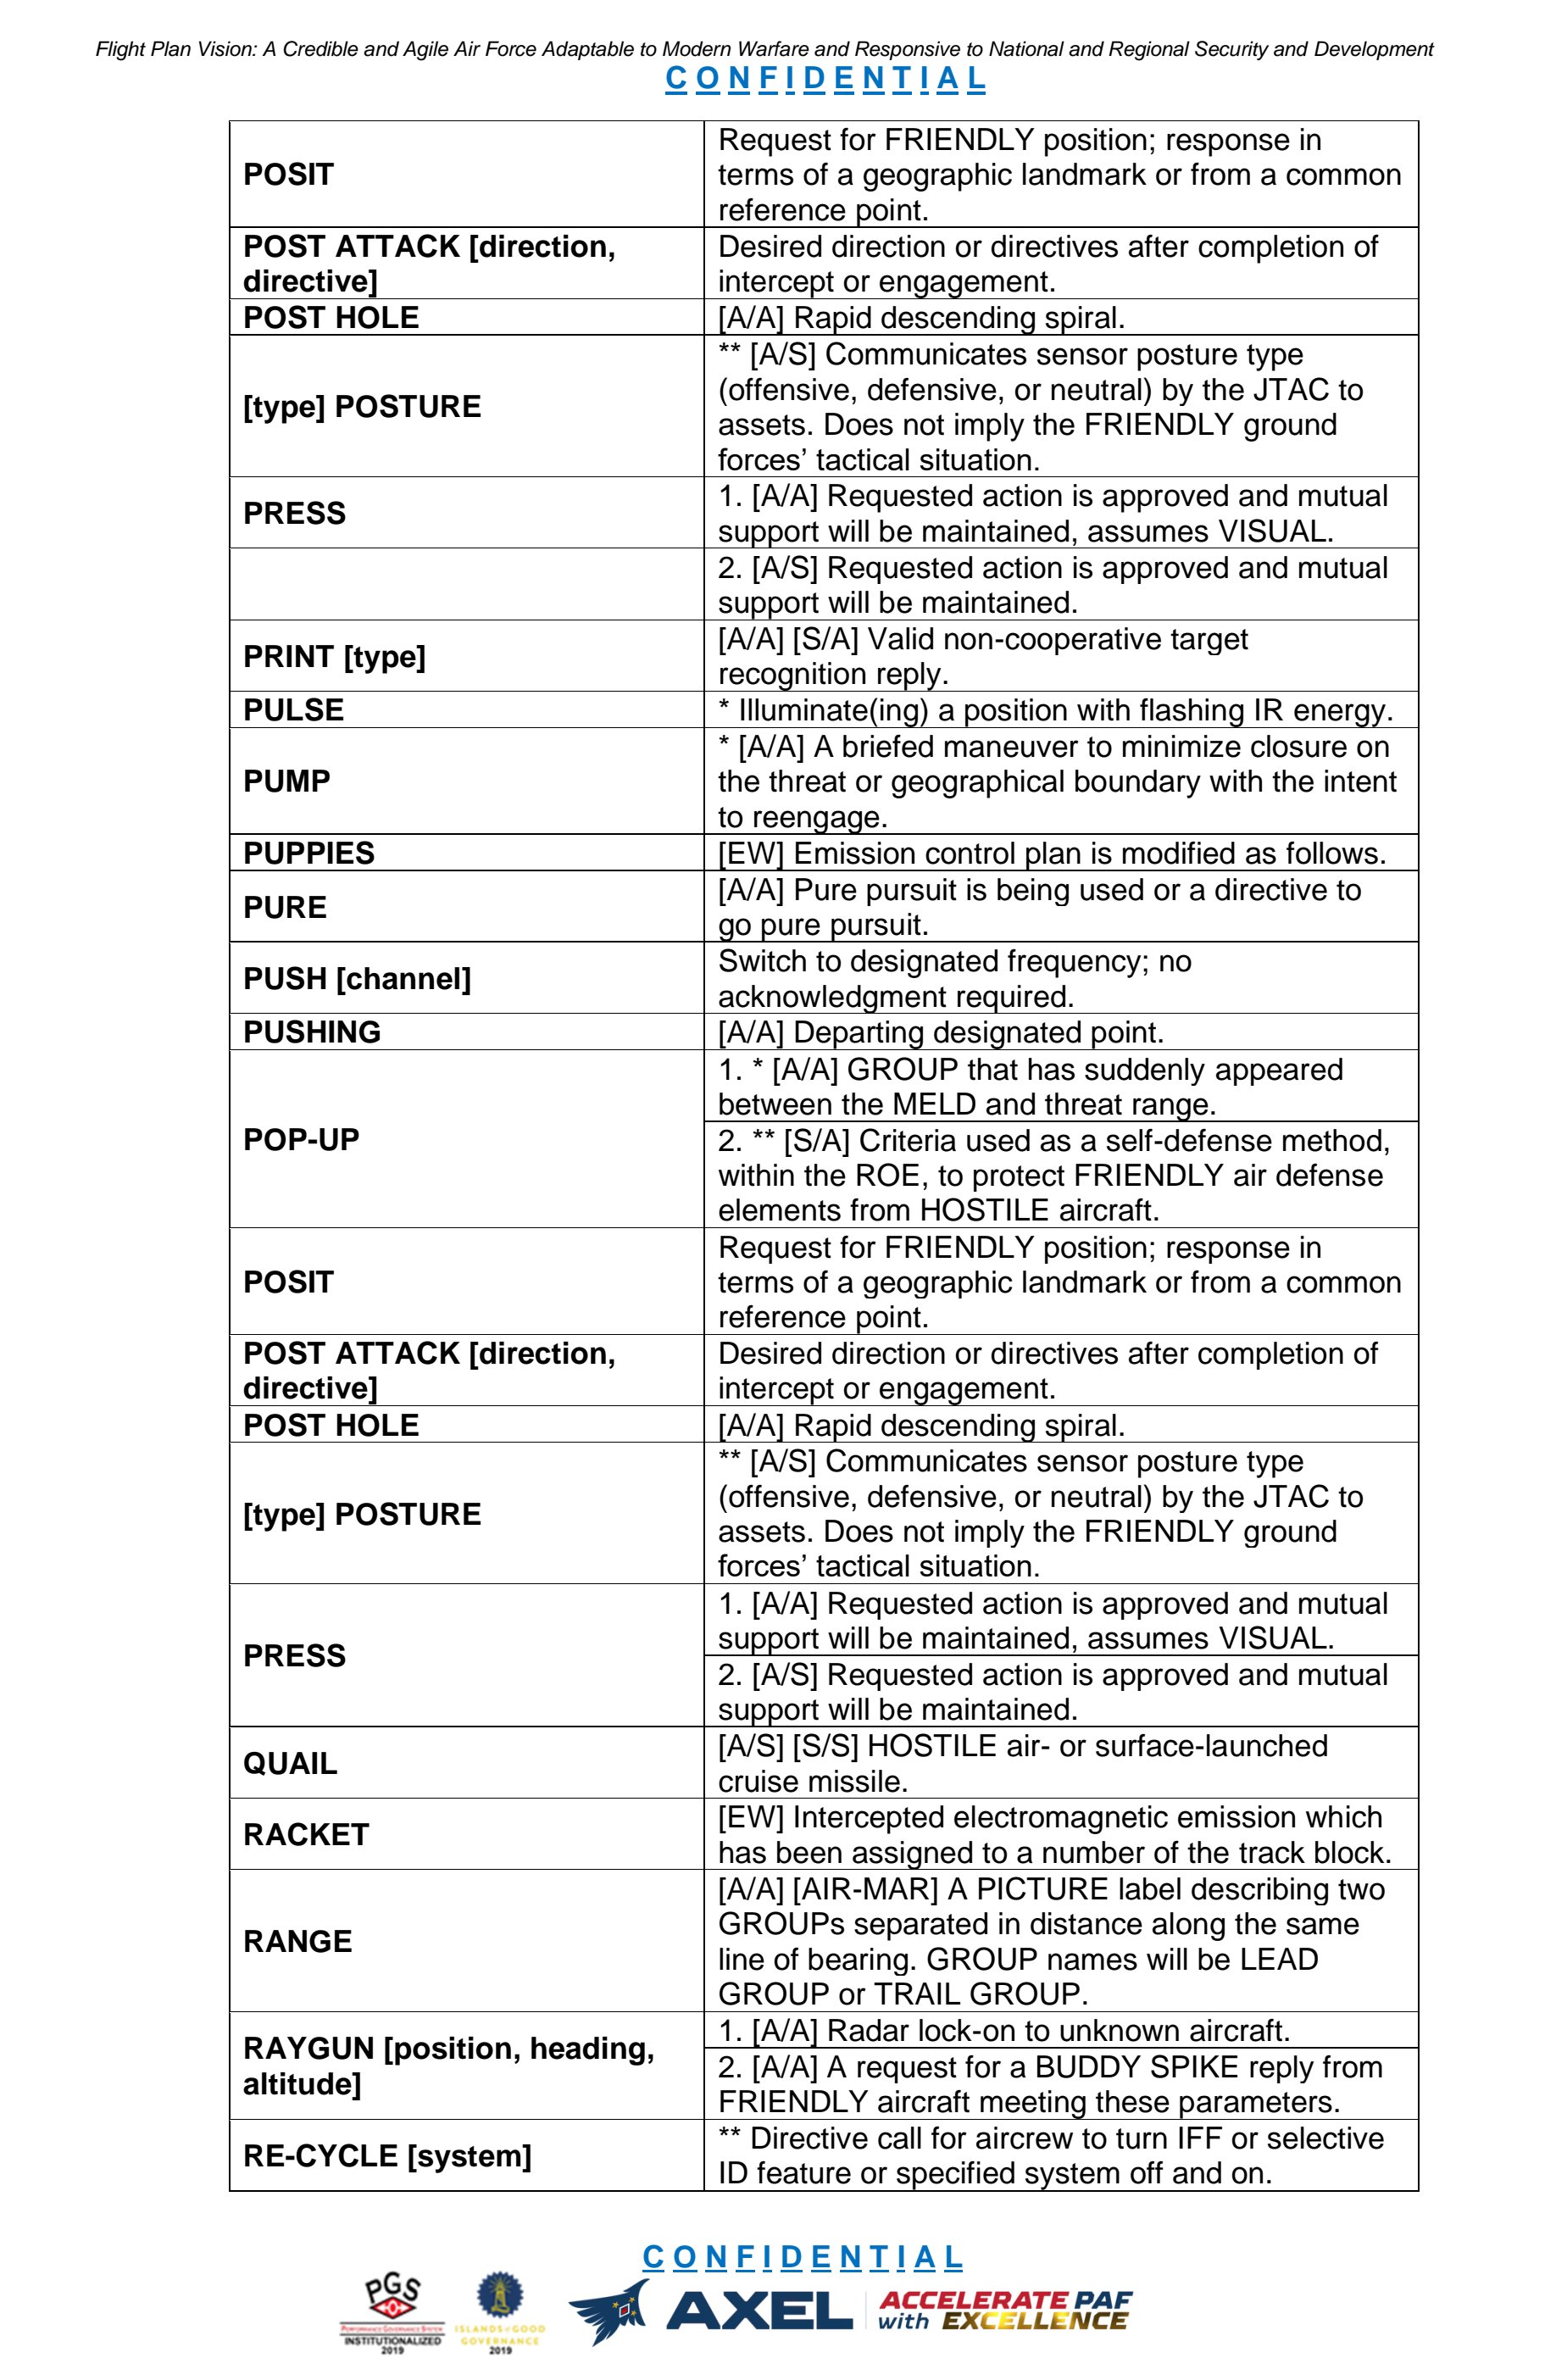 Flight Plan Vision: A Credible and Agile Air Force Adaptable to Modern Warfare and Responsive to National and Regional Security and Development
CONFIDENTIAL
POSIT
Request for FRIENDLY position; response in
terms of a geographic landmark or from a common
reference point.
POST ATTACK [direction,
directive]
Desired direction or directives after completion of
intercept or engagement.
POST HOLE
[A/A] Rapid descending spiral.
[type] POSTURE
** [A/S] Communicates sensor posture type
(offensive, defensive, or neutral) by the JTAC to
assets. Does not imply the FRIENDLY ground
forces’ tactical situation.
PRESS
1. [A/A] Requested action is approved and mutual
support will be maintained, assumes VISUAL.
2. [A/S] Requested action is approved and mutual
support will be maintained.
PRINT [type]
[A/A] [S/A] Valid non-cooperative target
recognition reply.
PULSE
* Illuminate(ing) a position with flashing IR energy.
PUMP
* [A/A] A briefed maneuver to minimize closure on
the threat or geographical boundary with the intent
to reengage.
PUPPIES
[EW] Emission control plan is modified as follows.
PURE
[A/A] Pure pursuit is being used or a directive to
go pure pursuit.
PUSH [channel]
Switch to designated frequency; no
acknowledgment required.
PUSHING
[A/A] Departing designated point.
POP-UP
1. * [A/A] GROUP that has suddenly appeared
between the MELD and threat range.
2. ** [S/A] Criteria used as a self-defense method,
within the ROE, to protect FRIENDLY air defense
elements from HOSTILE aircraft.
POSIT
Request for FRIENDLY position; response in
terms of a geographic landmark or from a common
reference point.
POST ATTACK [direction,
directive]
Desired direction or directives after completion of
intercept or engagement.
POST HOLE
[A/A] Rapid descending spiral.
[type] POSTURE
** [A/S] Communicates sensor posture type
(offensive, defensive, or neutral) by the JTAC to
assets. Does not imply the FRIENDLY ground
forces’ tactical situation.
PRESS
1. [A/A] Requested action is approved and mutual
support will be maintained, assumes VISUAL.
2. [A/S] Requested action is approved and mutual
support will be maintained.
QUAIL
[A/S] [S/S] HOSTILE air- or surface-launched
cruise missile.
RACKET
[EW] Intercepted electromagnetic emission which
has been assigned to a number of the track block.
RANGE
[A/A] [AIR-MAR] A PICTURE label describing two
GROUPs separated in distance along the same
line of bearing. GROUP names will be LEAD
GROUP or TRAIL GROUP.
RAYGUN [position, heading,
altitude]
1. [A/A] Radar lock-on to unknown aircraft.
2. [A/A] A request for a BUDDY SPIKE reply from
FRIENDLY aircraft meeting these parameters.
RE-CYCLE [system]
** Directive call for aircrew to turn IFF or selective
ID feature or specified system off and on.
CONFIDENTIAL
PGS
PERFORMANCE GOVERNANCE SYSTEM
INSTITUTIONALIZED
2019
ISLANDS of GOOD
GOVERNANCE
2019
AXEL
ACCELERATE PAF
with EXCELLENCE